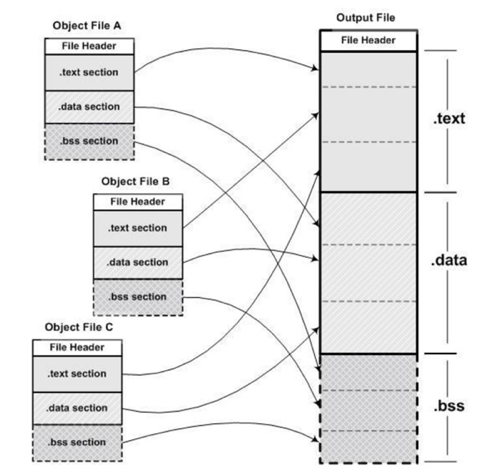 Object File A
File Header
.text section
.data section
.bss section
Object File B
File Header
.text section
.data section
.bss section
Object File C
File Header
.text section
.data section
.bss section
Output File
File Header
.text
.data
.bss